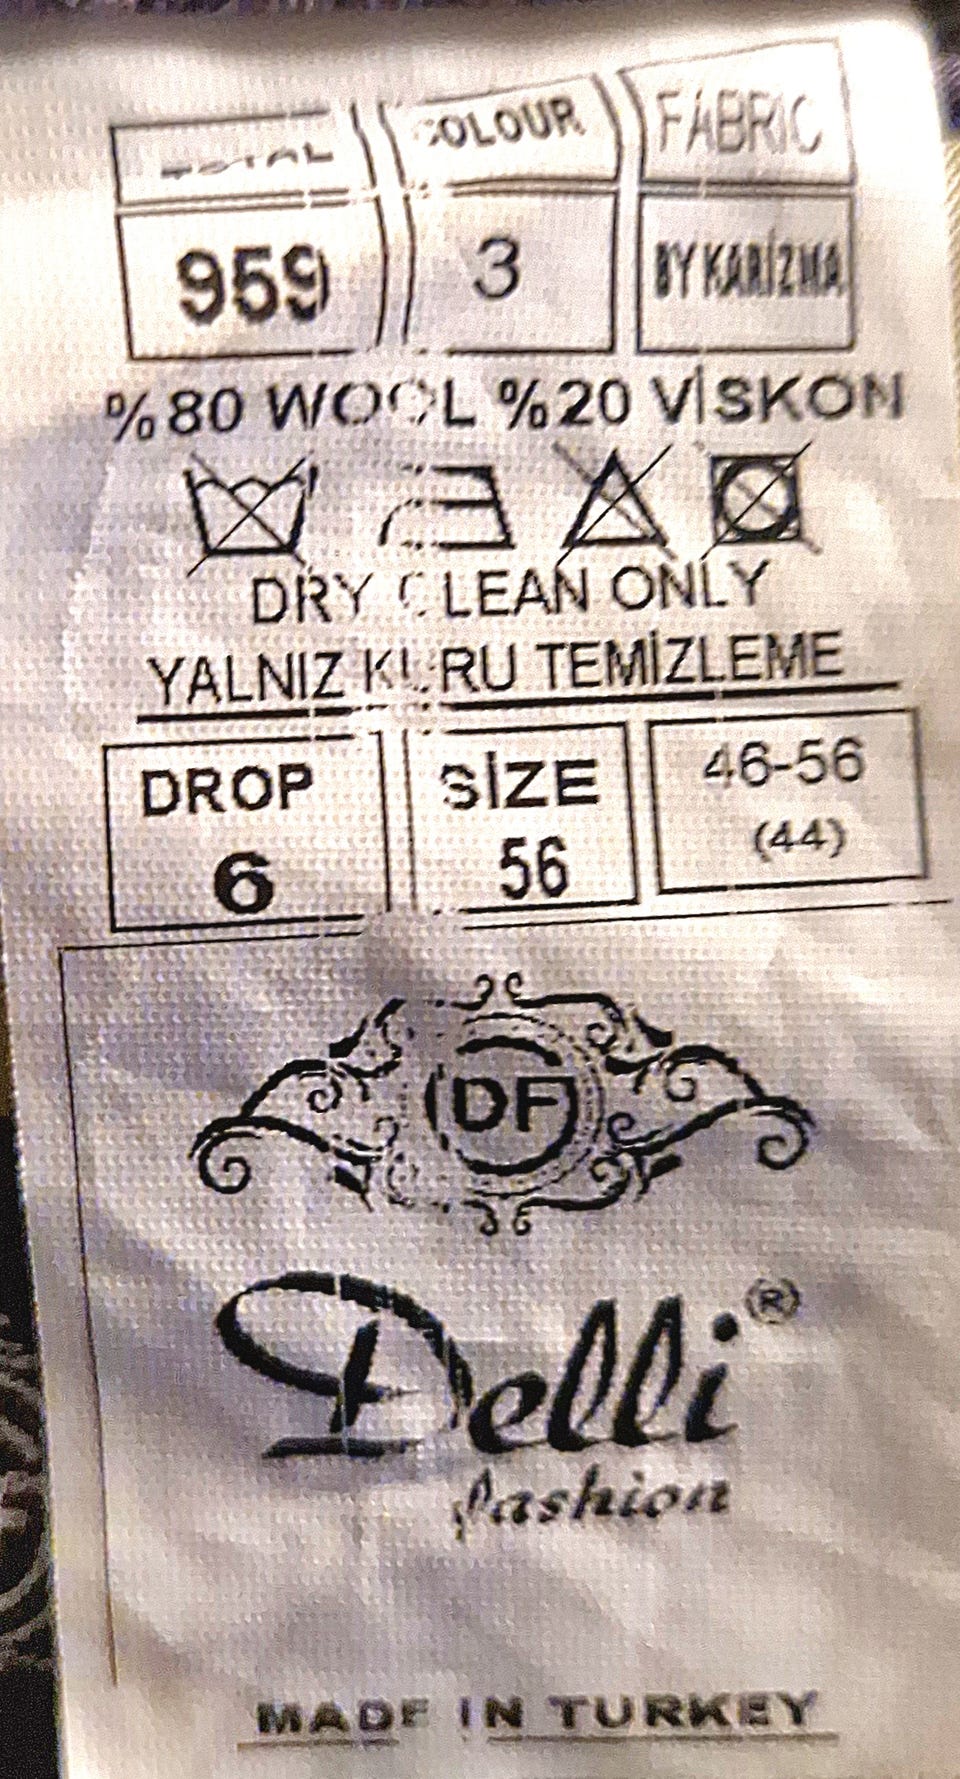 COLOUR FABRIC
959 3 BY KARİZMA
%80 WOOL %20 VİSKON
DRY CLEAN ONLY
YALNIZ KURU TEMİZLEME
DROP SİZE 46-56
6 56 (44)
DF
Delli ®
fashion
MADE IN TURKEY